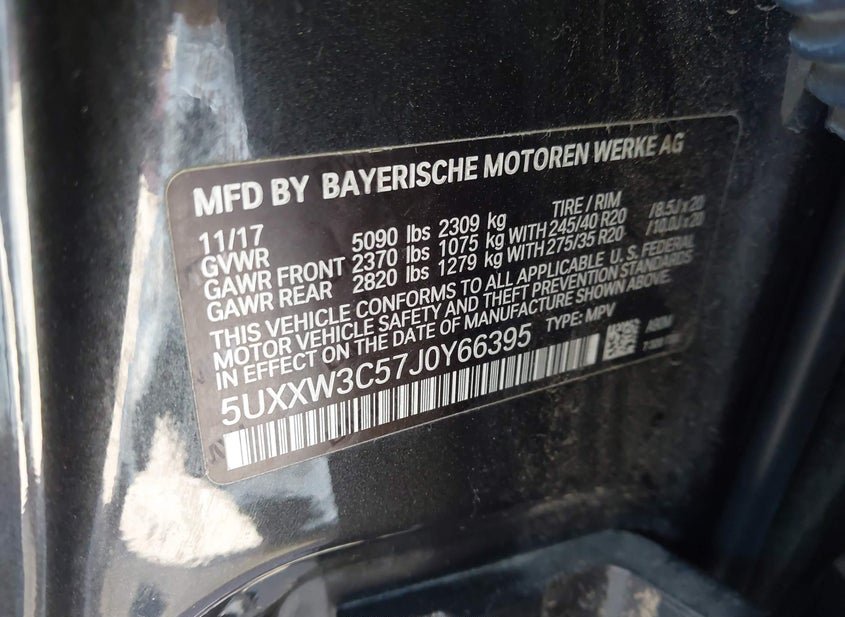 MFD BY BAYERISCHE MOTOREN WERKE AG
11/17 TIRE / RIM
GVWR 5090 lbs 2309 kg
GAWR FRONT 2370 lbs 1075 kg WITH 245/40 R20 /8.5J x 20
GAWR REAR 2820 lbs 1279 kg WITH 275/35 R20 /10.0J x 20
THIS VEHICLE CONFORMS TO ALL APPLICABLE U. S. FEDERAL
MOTOR VEHICLE SAFETY AND THEFT PREVENTION STANDARDS
IN EFFECT ON THE DATE OF MANUFACTURE SHOWN ABOVE.
5UXXW3C57J0Y66395 TYPE: MPV